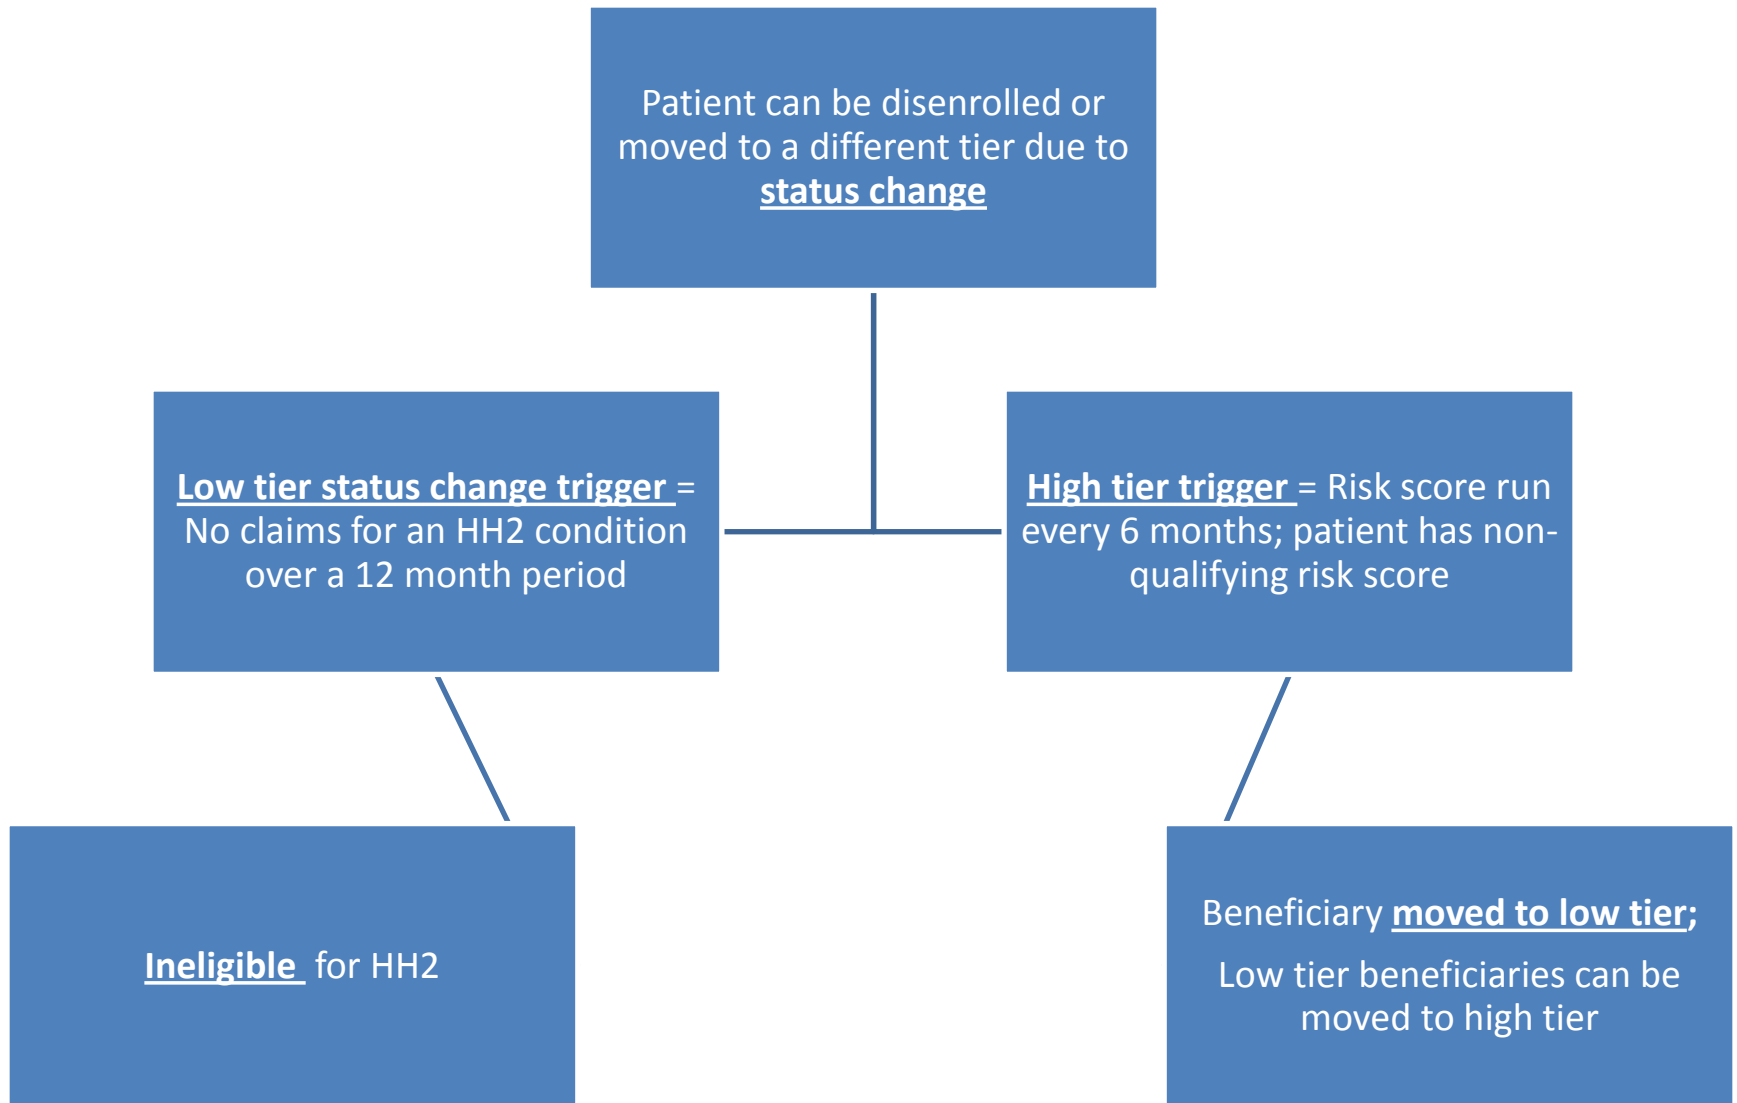 Patient can be disenrolled or
moved to a different tier due to
status change
Low tier status change trigger =
No claims for an HH2 condition
over a 12 month period
High tier trigger = Risk score run
every 6 months; patient has non-
qualifying risk score
Ineligible for HH2
Beneficiary moved to low tier;
Low tier beneficiaries can be
moved to high tier